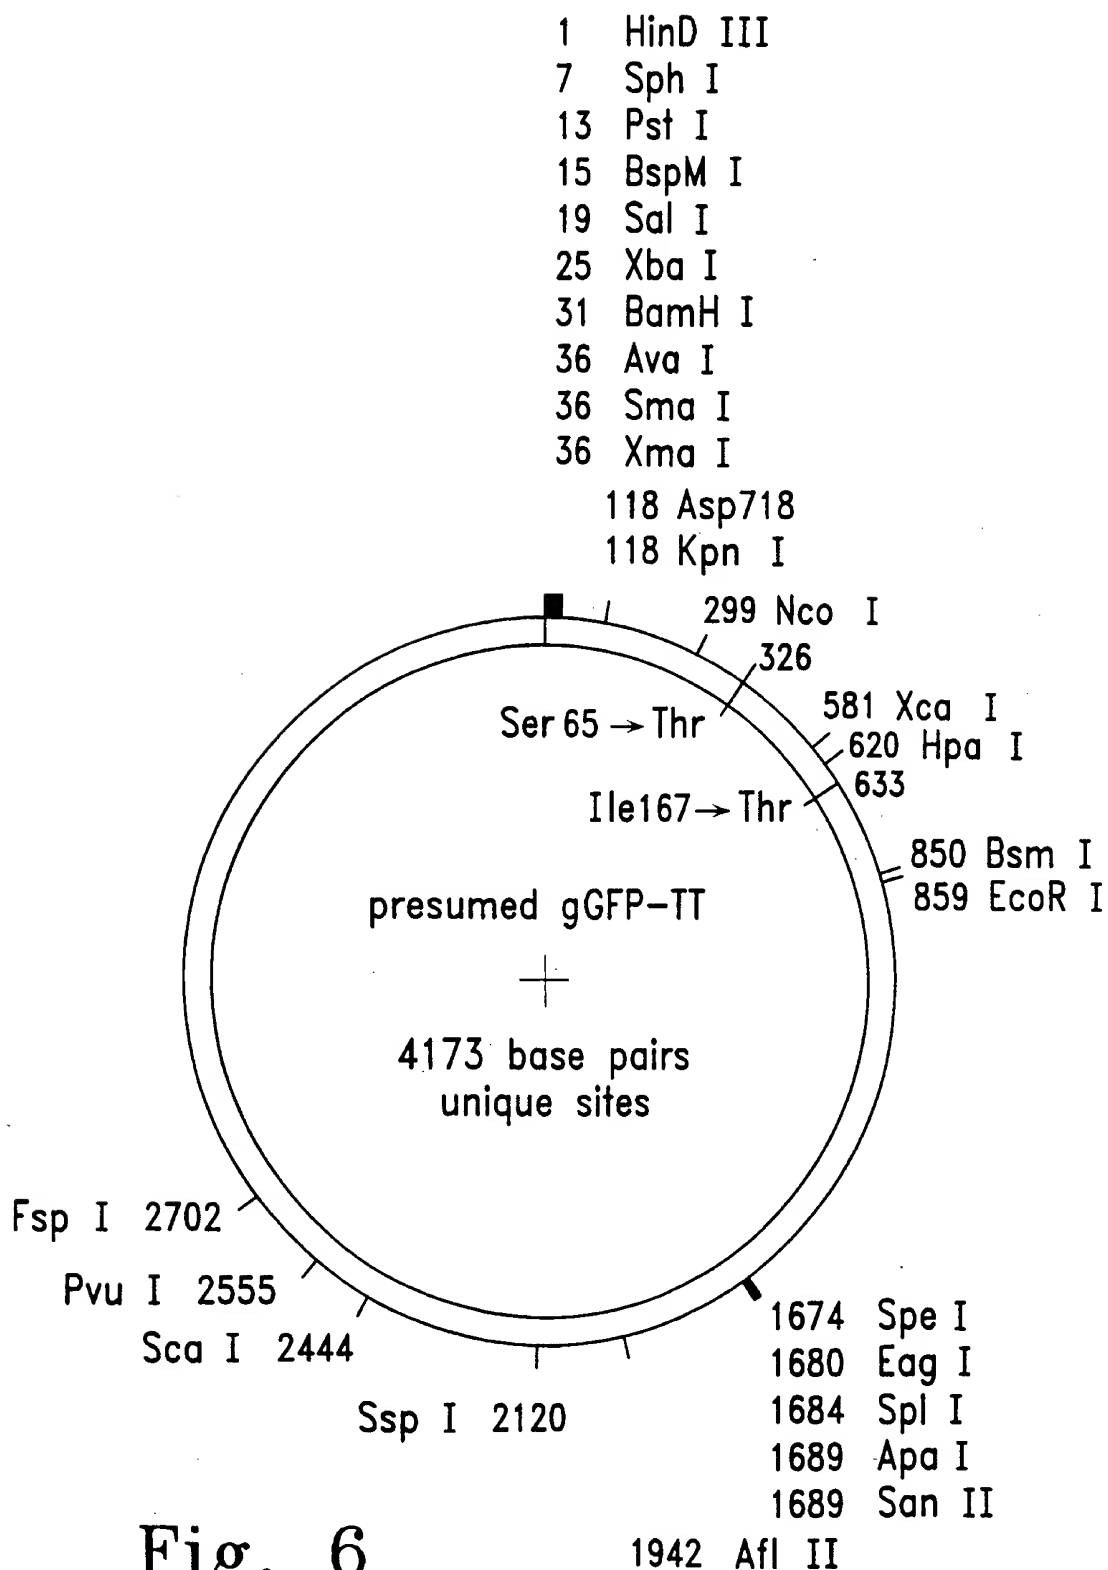 1 HinD III
7 Sph I
13 Pst I
15 BspM I
19 Sal I
25 Xba I
31 BamH I
36 Ava I
36 Sma I
36 Xma I
118 Asp718
118 Kpn I
299 Nco I
326
Ser 65 → Thr
581 Xca I
620 Hpa I
633
Ile167 → Thr
850 Bsm I
859 EcoR I
presumed gGFP-TT
4173 base pairs
unique sites
Fsp I 2702
Pvu I 2555
Sca I 2444
Ssp I 2120
1674 Spe I
1680 Eag I
1684 Spl I
1689 Apa I
1689 San II
1942 Afl II
Fig. 6